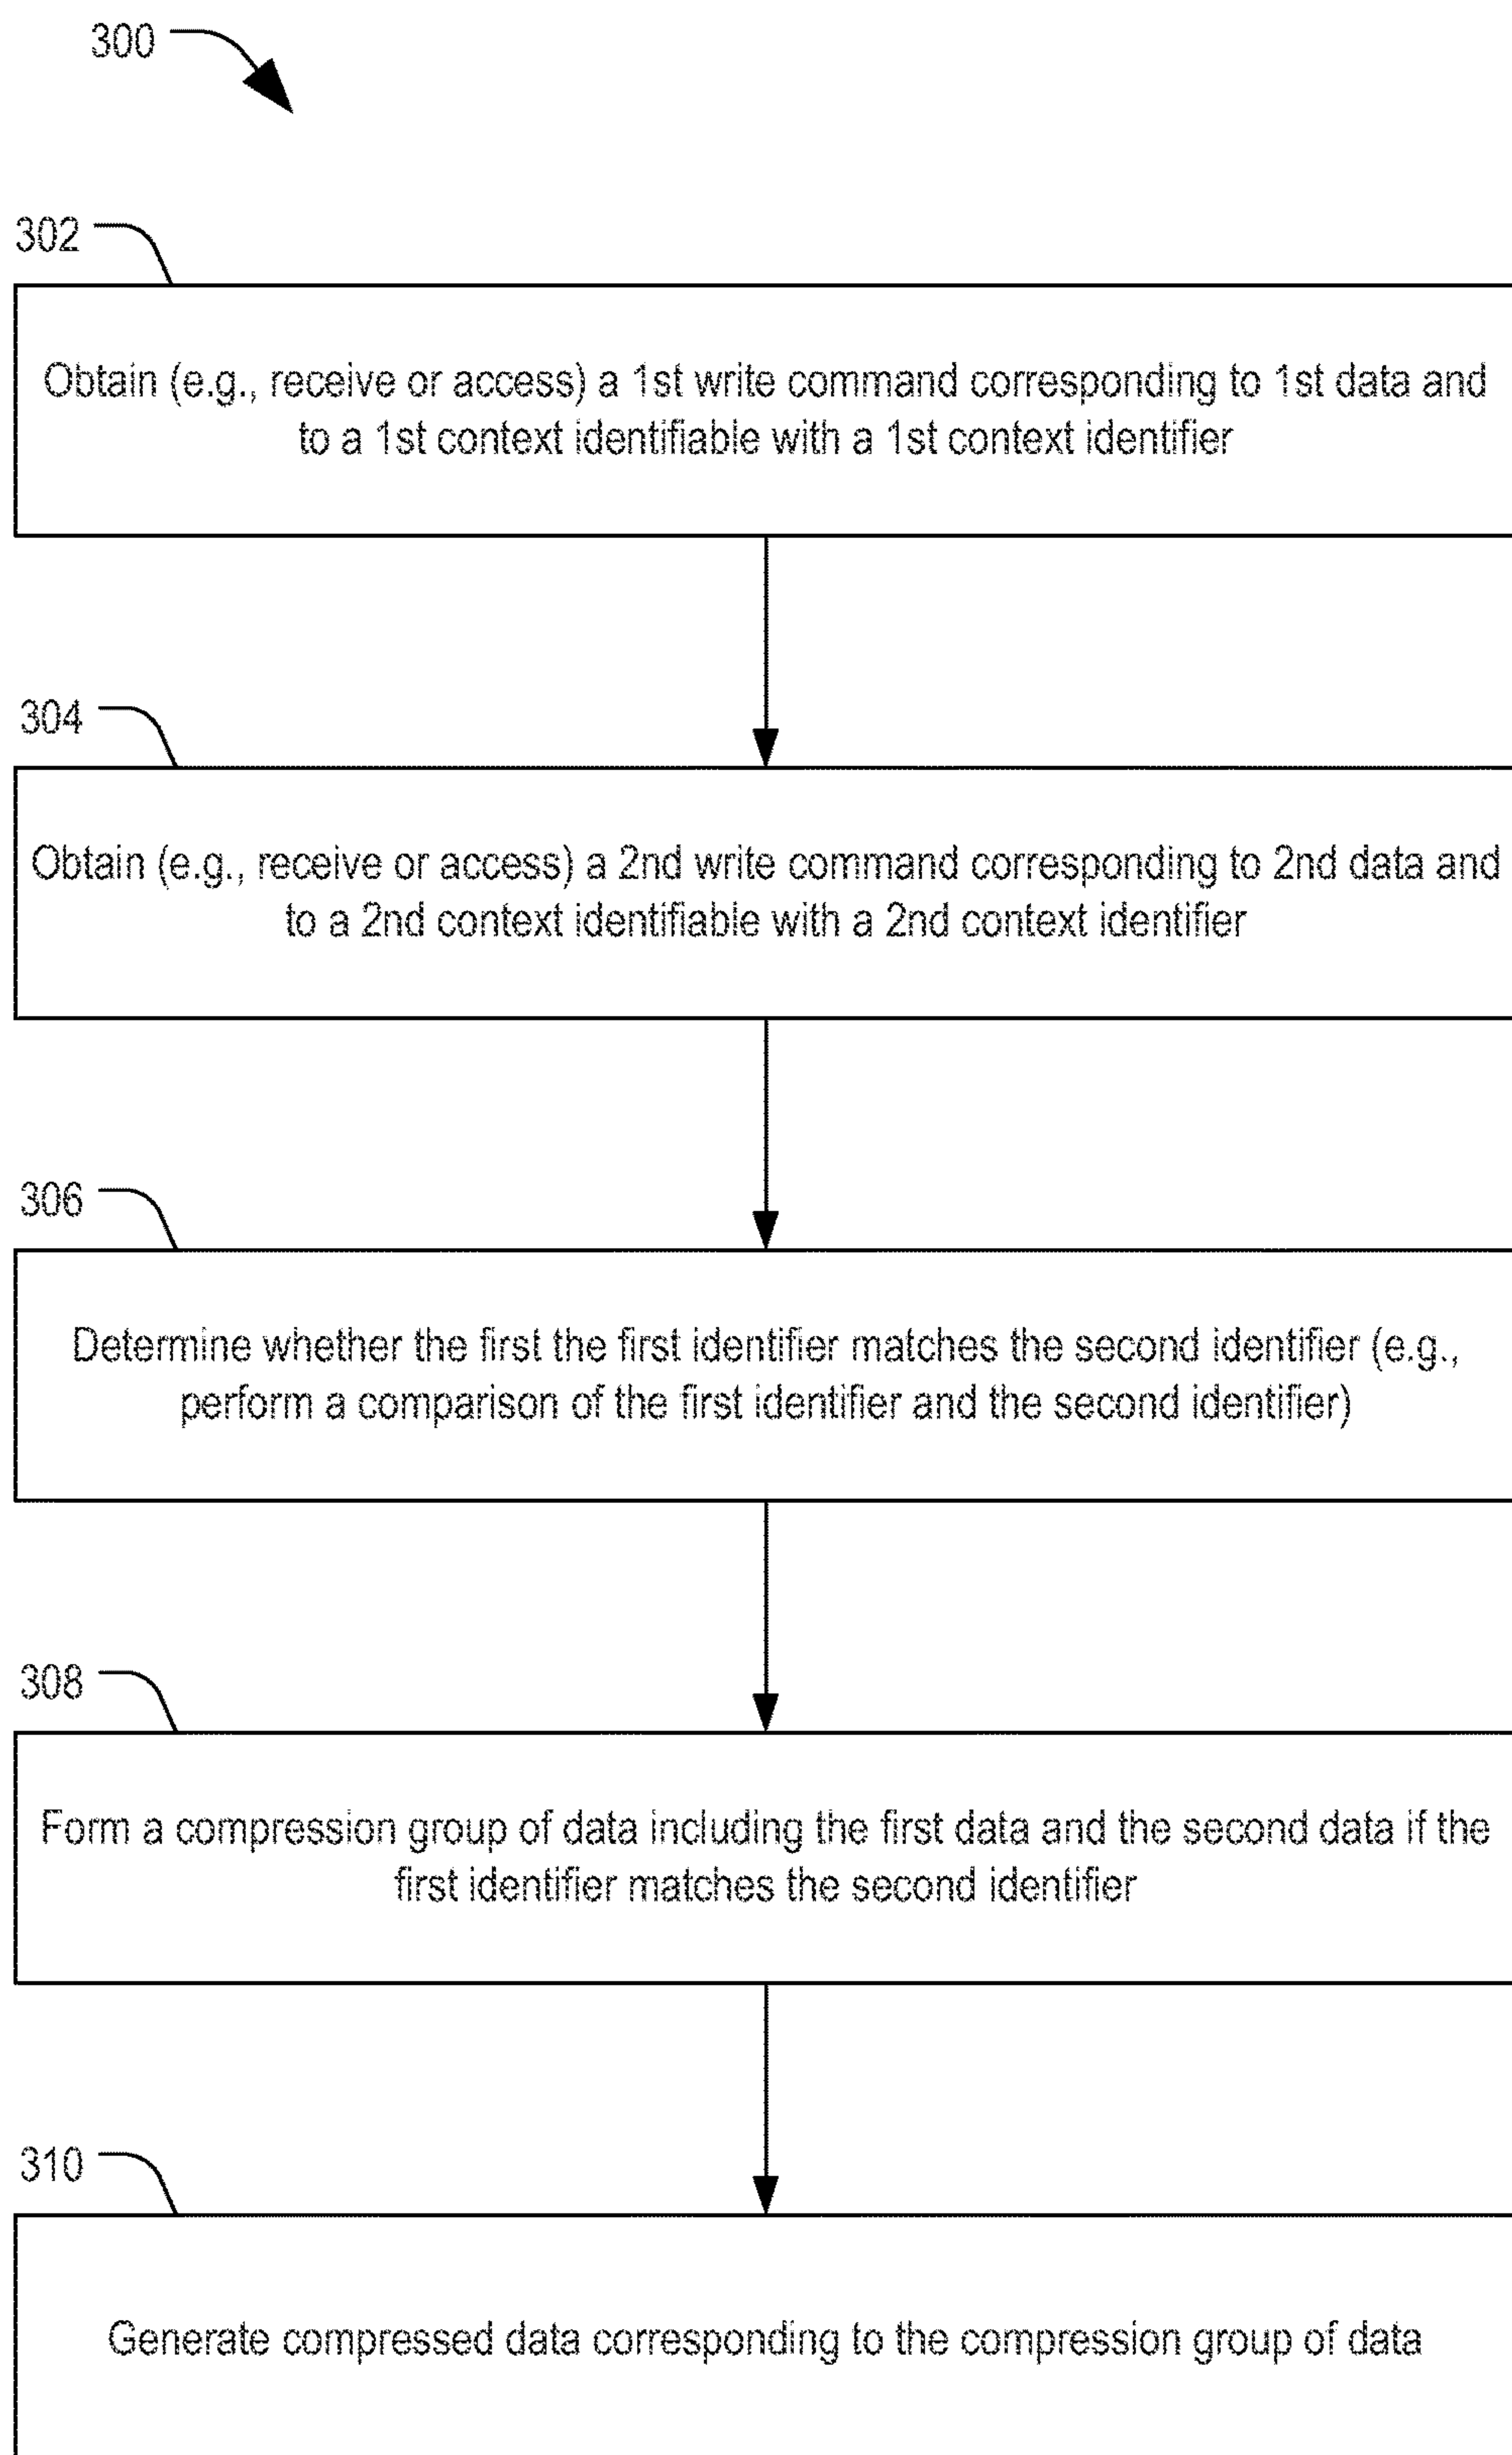 300
302
Obtain (e.g., receive or access) a 1st write command corresponding to 1st data and
to a 1st context identifiable with a 1st context identifier
304
Obtain (e.g., receive or access) a 2nd write command corresponding to 2nd data and
to a 2nd context identifiable with a 2nd context identifier
306
Determine whether the first the first identifier matches the second identifier (e.g.,
perform a comparison of the first identifier and the second identifier)
308
Form a compression group of data including the first data and the second data if the
first identifier matches the second identifier
310
Generate compressed data corresponding to the compression group of data